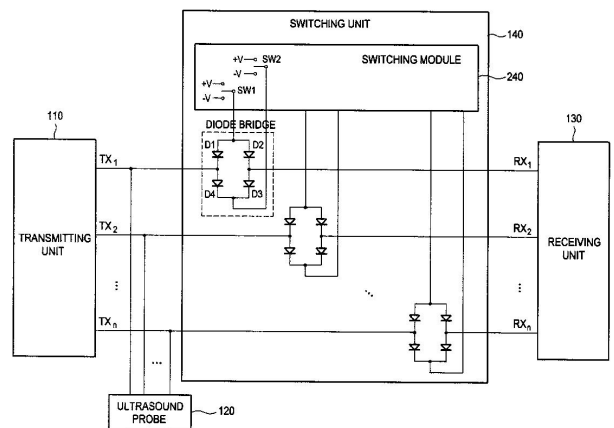 SWITCHING UNIT
140
+V
-V
SW2
SWITCHING MODULE
240
+V
-V
SW1
110
DIODE BRIDGE
130
D1 D2
TX1
RX1
D4 D3
TX2
RX2
TRANSMITTING UNIT
RECEIVING UNIT
...
...
...
TXn
RXn
...
ULTRASOUND PROBE
120